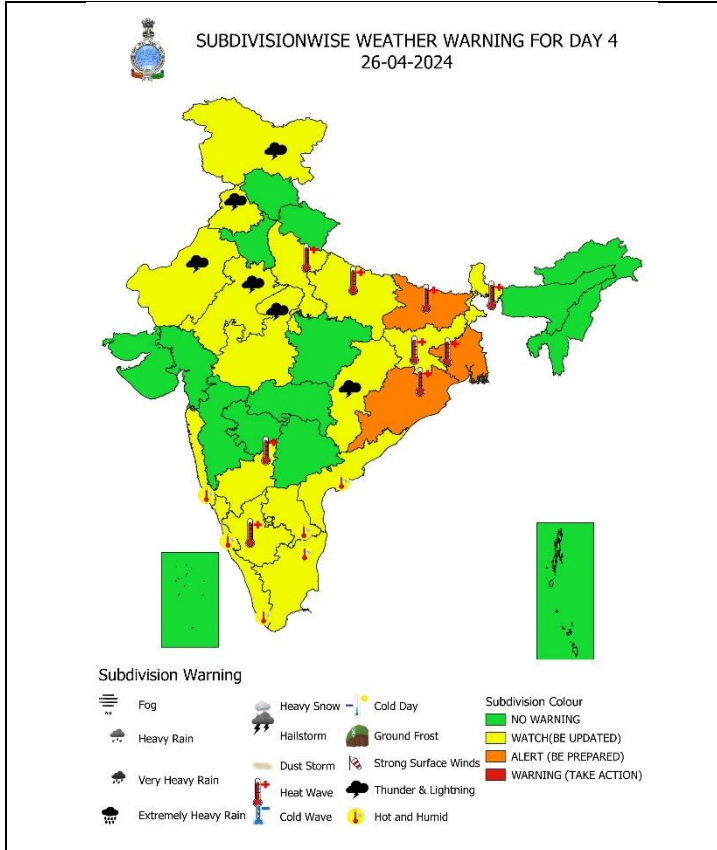 SUBDIVISIONWISE WEATHER WARNING FOR DAY 4
26-04-2024
Subdivision Warning
Fog
Heavy Rain
Very Heavy Rain
Extremely Heavy Rain
Heavy Snow
Hailstorm
Dust Storm
Heat Wave
Cold Wave
Cold Day
Ground Frost
Strong Surface Winds
Thunder & Lightning
Hot and Humid
Subdivision Colour
NO WARNING
WATCH(BE UPDATED)
ALERT (BE PREPARED)
WARNING (TAKE ACTION)